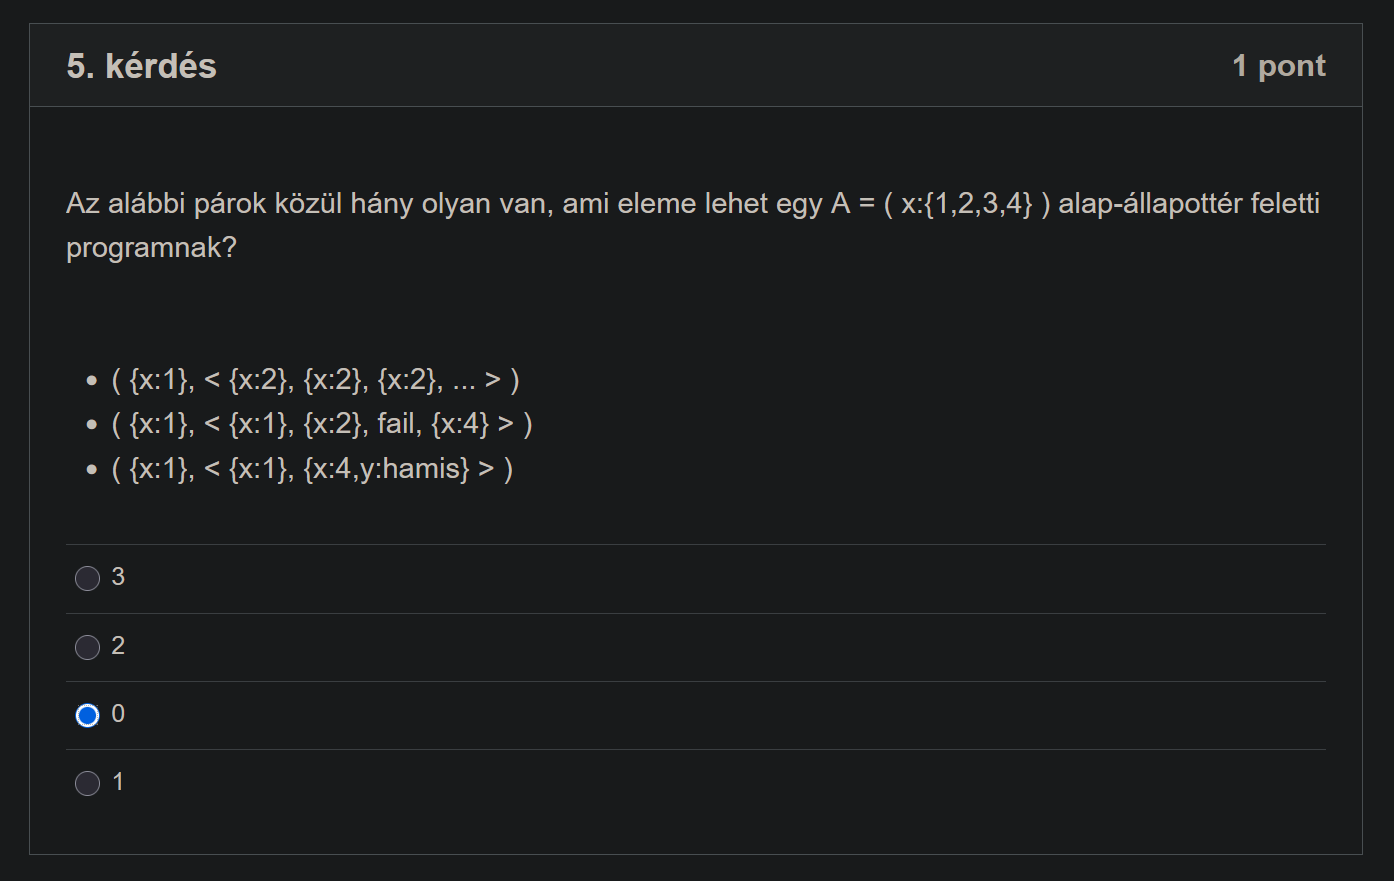 5. kérdés
1 pont
Az alábbi párok közül hány olyan van, ami eleme lehet egy A = ( x:{1,2,3,4} ) alap-állapottér feletti
programnak?
• ( {x:1}, < {x:2}, {x:2}, {x:2}, ... > )
• ( {x:1}, < {x:1}, {x:2}, fail, {x:4} > )
• ( {x:1}, < {x:1}, {x:4,y:hamis} > )
3
2
0
1